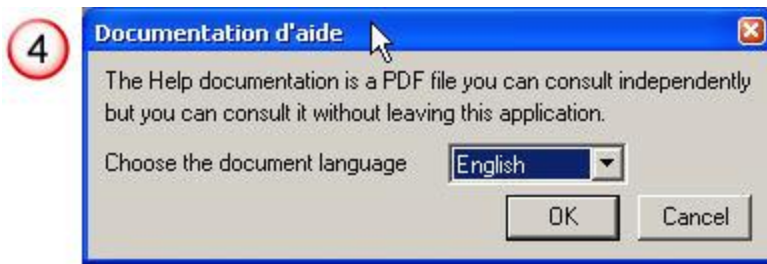 4
Documentation d'aide
The Help documentation is a PDF file you can consult independently
but you can consult it without leaving this application.
Choose the document language English
OK Cancel